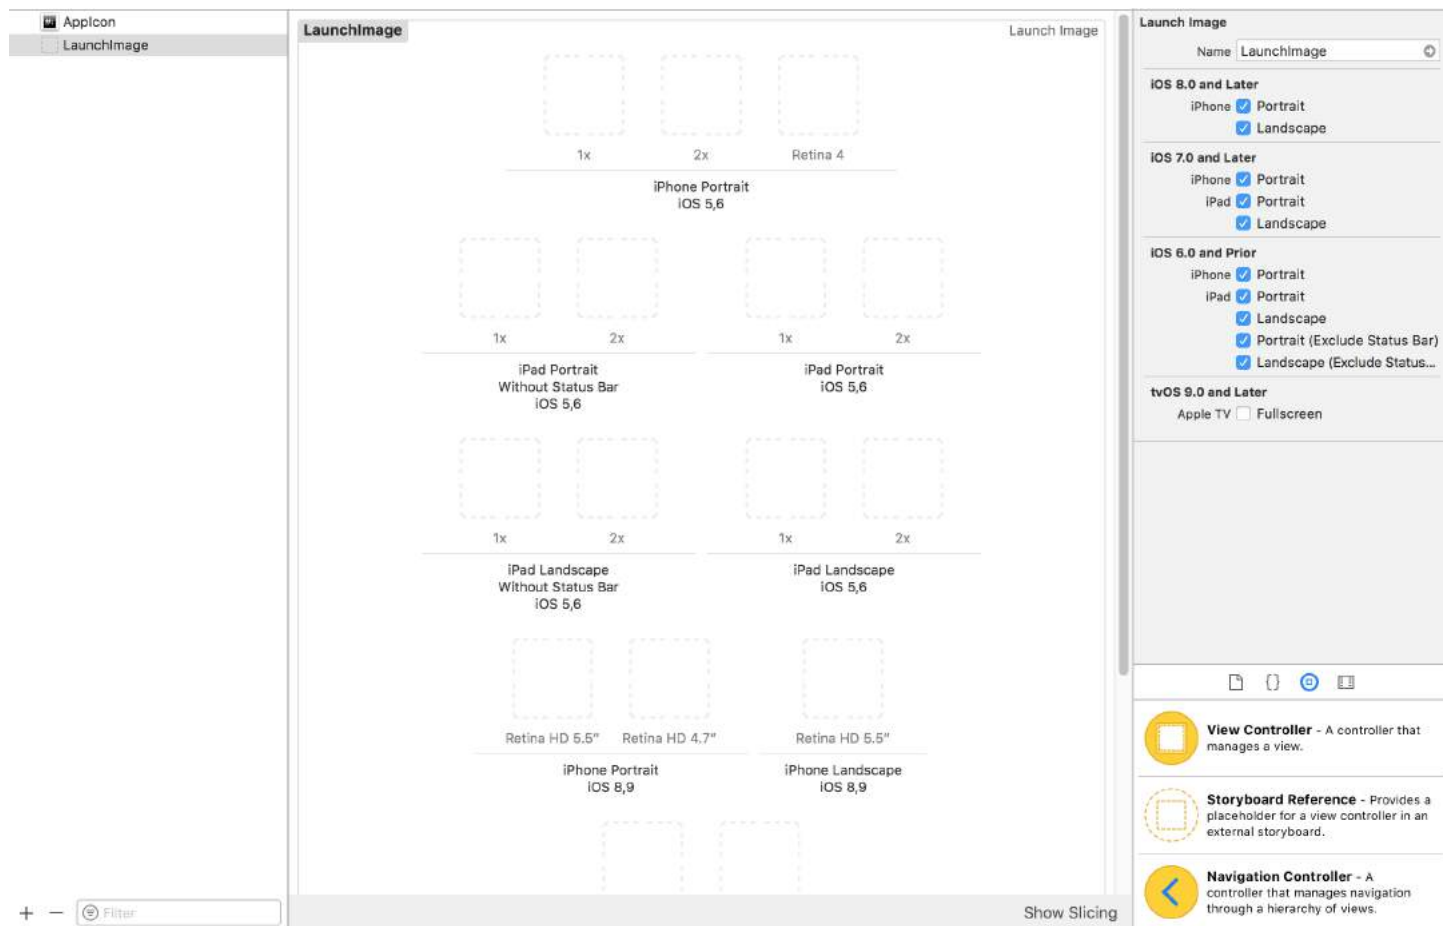 AppIcon
LaunchImage
LaunchImage
Launch Image
1x 2x Retina 4
iPhone Portrait
iOS 5,6
1x 2x
iPad Portrait
Without Status Bar
iOS 5,6
1x 2x
iPad Portrait
iOS 5,6
1x 2x
iPad Landscape
Without Status Bar
iOS 5,6
1x 2x
iPad Landscape
iOS 5,6
Retina HD 5.5″ Retina HD 4.7″
iPhone Portrait
iOS 8,9
Retina HD 5.5″
iPhone Landscape
iOS 8,9
Show Slicing
Filter
Launch Image
Name LaunchImage
iOS 8.0 and Later
iPhone Portrait
Landscape
iOS 7.0 and Later
iPhone Portrait
iPad Portrait
Landscape
iOS 6.0 and Prior
iPhone Portrait
iPad Portrait
Landscape
Portrait (Exclude Status Bar)
Landscape (Exclude Status...
tvOS 9.0 and Later
Apple TV Fullscreen
{}
View Controller - A controller that
manages a view.
Storyboard Reference - Provides a
placeholder for a view controller in an
external storyboard.
Navigation Controller - A
controller that manages navigation
through a hierarchy of views.